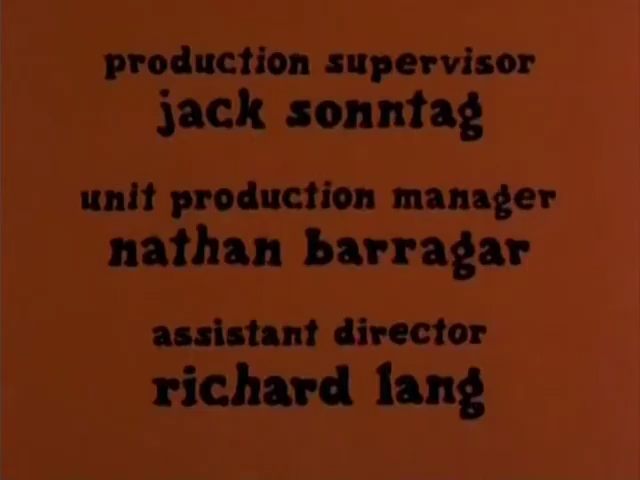 production supervisor
jack sonntag
unit production manager
nathan barragar
assistant director
richard lang